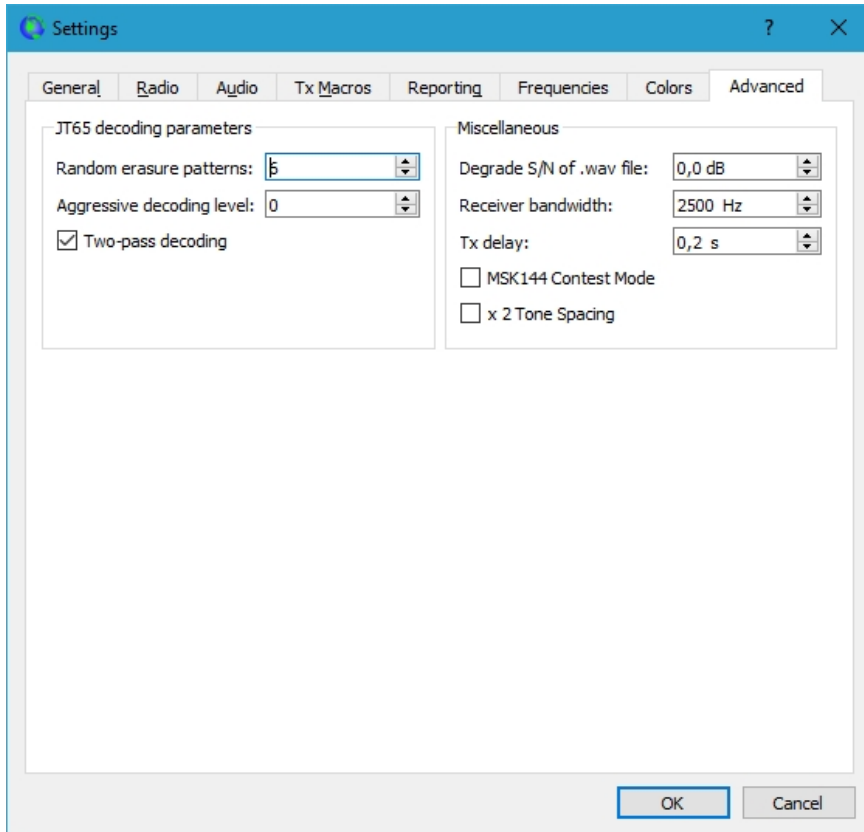 Settings
General Radio Audio Tx Macros Reporting Frequencies Colors Advanced
JT65 decoding parameters
Random erasure patterns: 6
Aggressive decoding level: 0
Two-pass decoding
Miscellaneous
Degrade S/N of .wav file: 0,0 dB
Receiver bandwidth: 2500 Hz
Tx delay: 0,2 s
MSK144 Contest Mode
x 2 Tone Spacing
OK Cancel